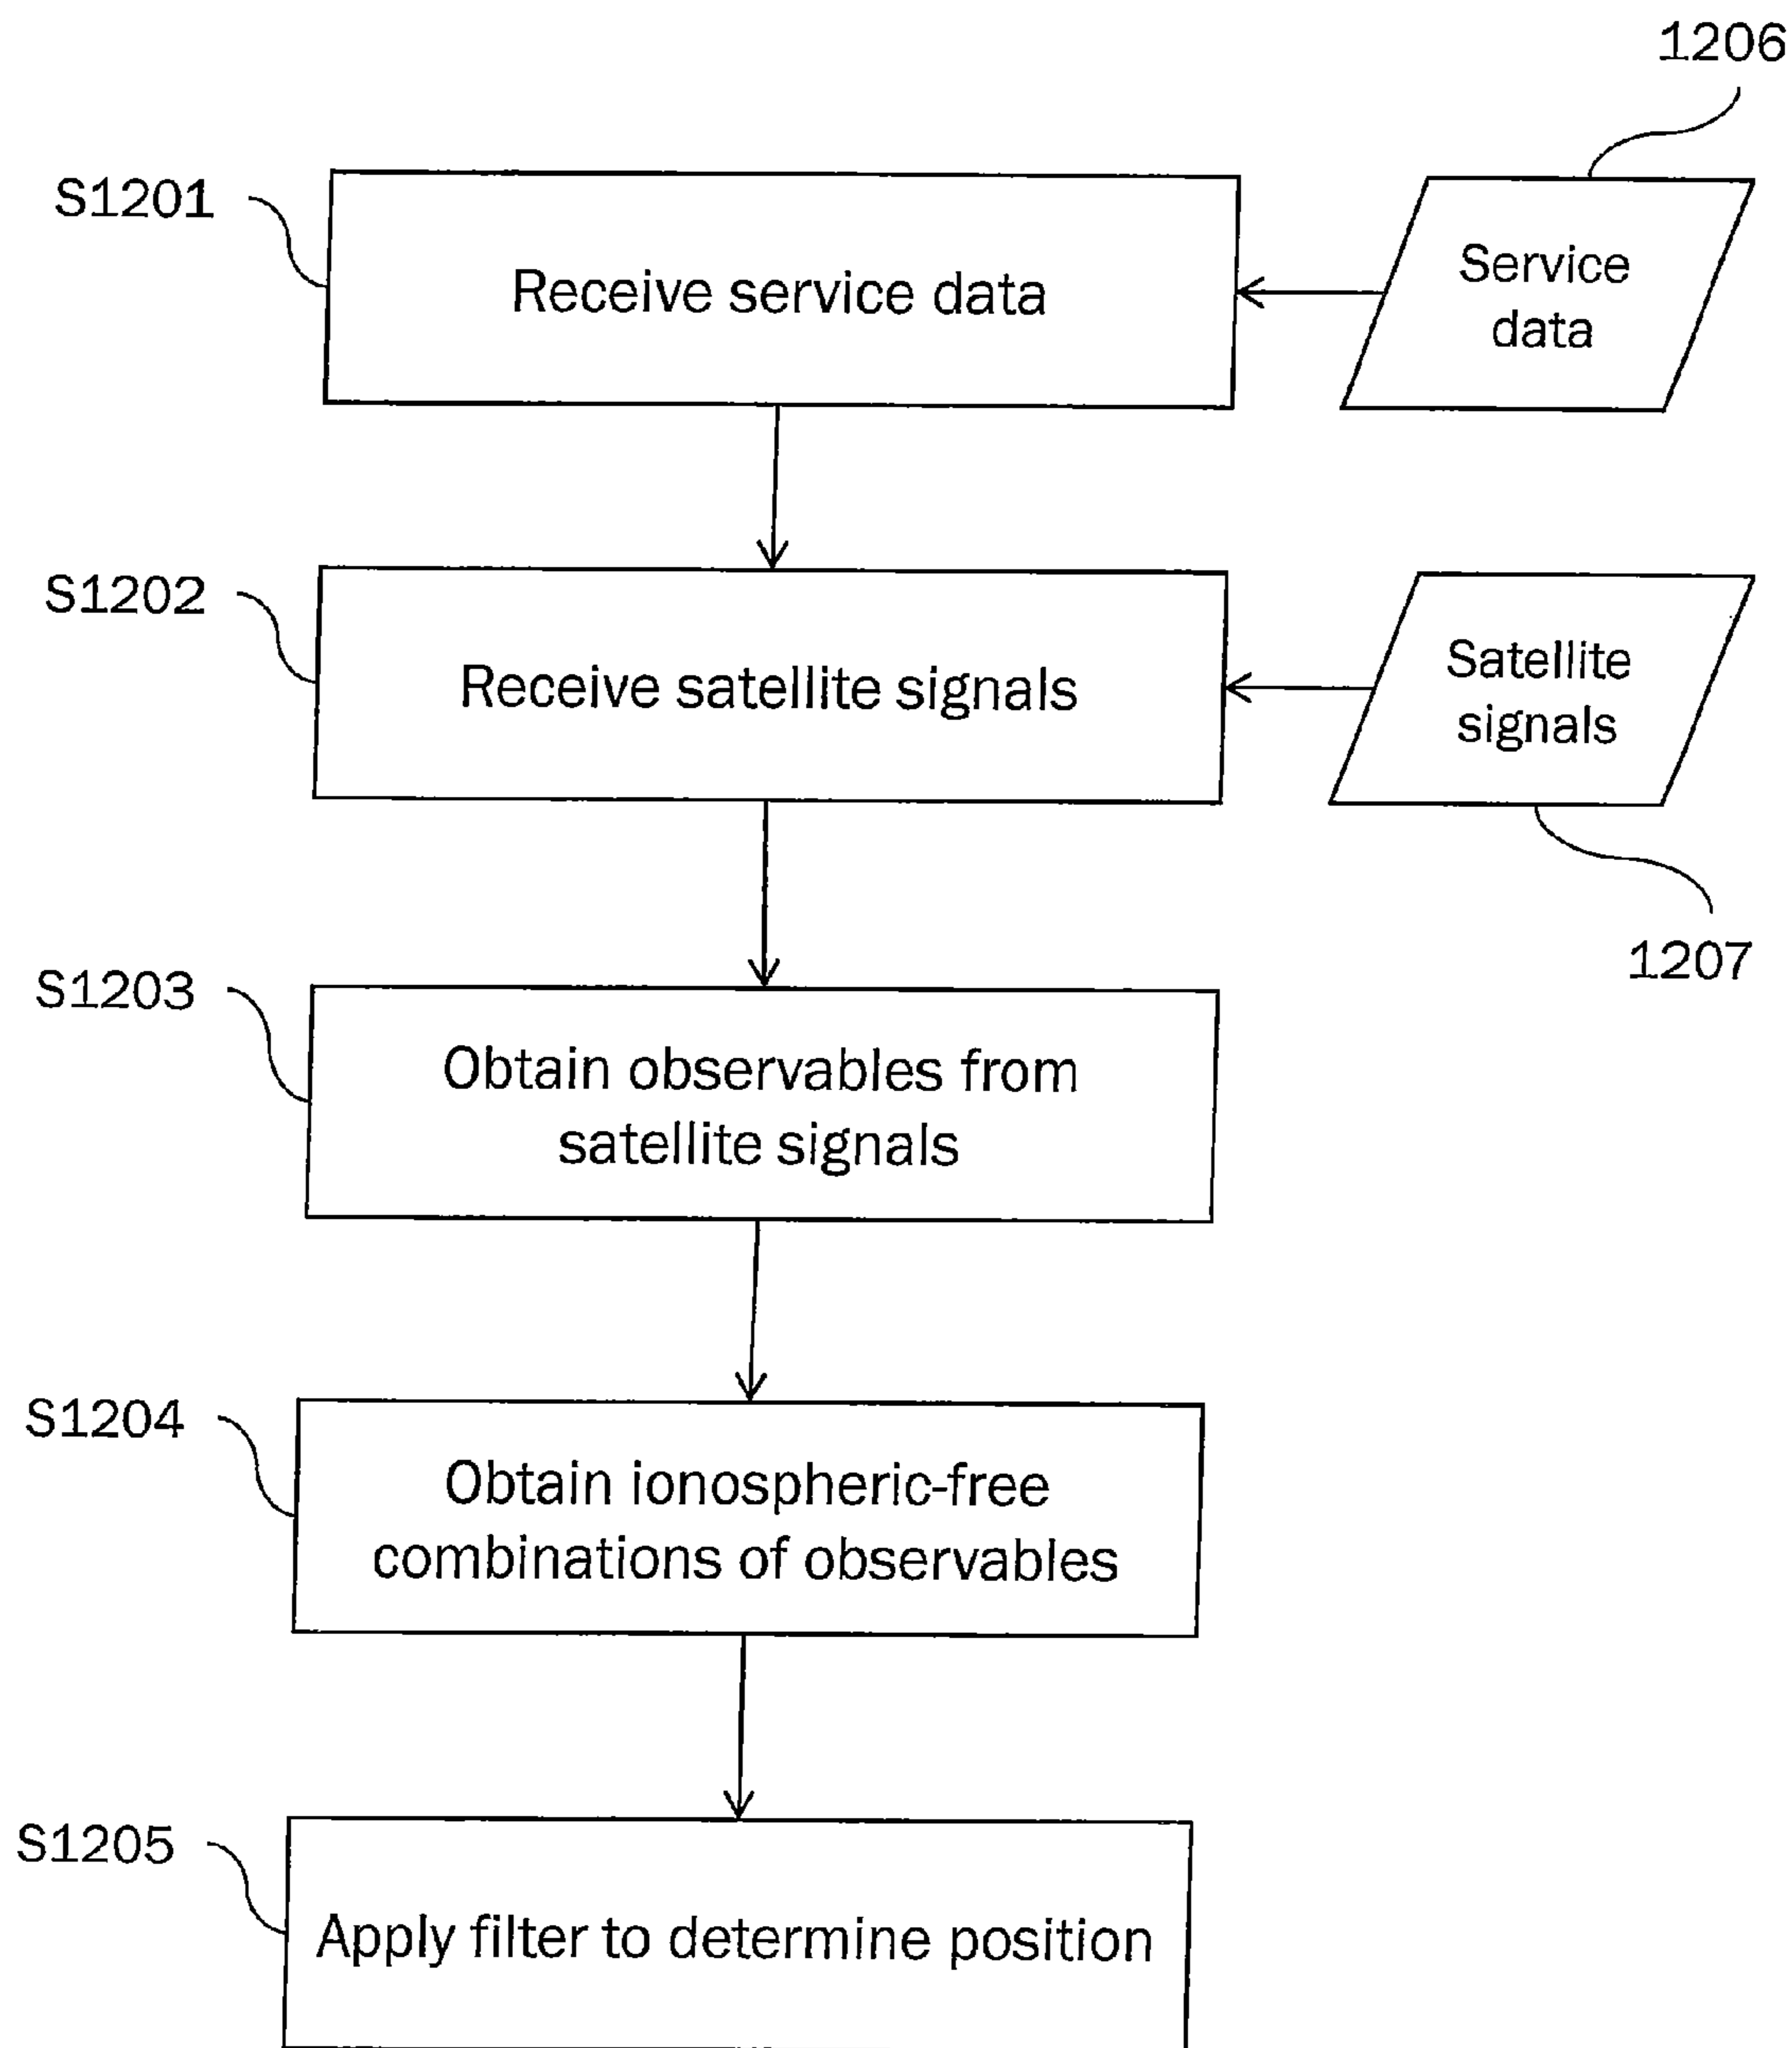 1206
S1201
Receive service data
Service
data
S1202
Receive satellite signals
Satellite
signals
1207
S1203
Obtain observables from
satellite signals
S1204
Obtain ionospheric-free
combinations of observables
S1205
Apply filter to determine position